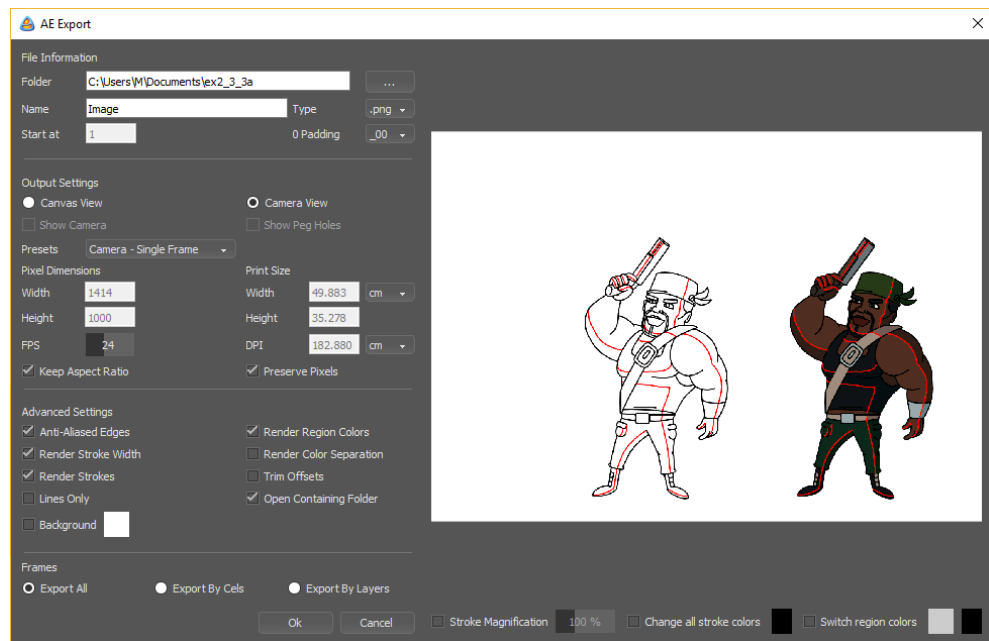 AE Export
File Information
Folder C:\Users\M\Documents\ex2_3_3a ...
Name Image Type .png
Start at 1 0 Padding _00
Output Settings
Canvas View Camera View
Show Camera Show Peg Holes
Presets Camera - Single Frame
Pixel Dimensions Print Size
Width 1414 Width 49.883 cm
Height 1000 Height 35.278
FPS 24 DPI 182.880 cm
Keep Aspect Ratio Preserve Pixels
Advanced Settings
Anti-Aliased Edges Render Region Colors
Render Stroke Width Render Color Separation
Render Strokes Trim Offsets
Lines Only Open Containing Folder
Background
Frames
Export All Export By Cels Export By Layers
Ok Cancel Stroke Magnification 100 % Change all stroke colors Switch region colors